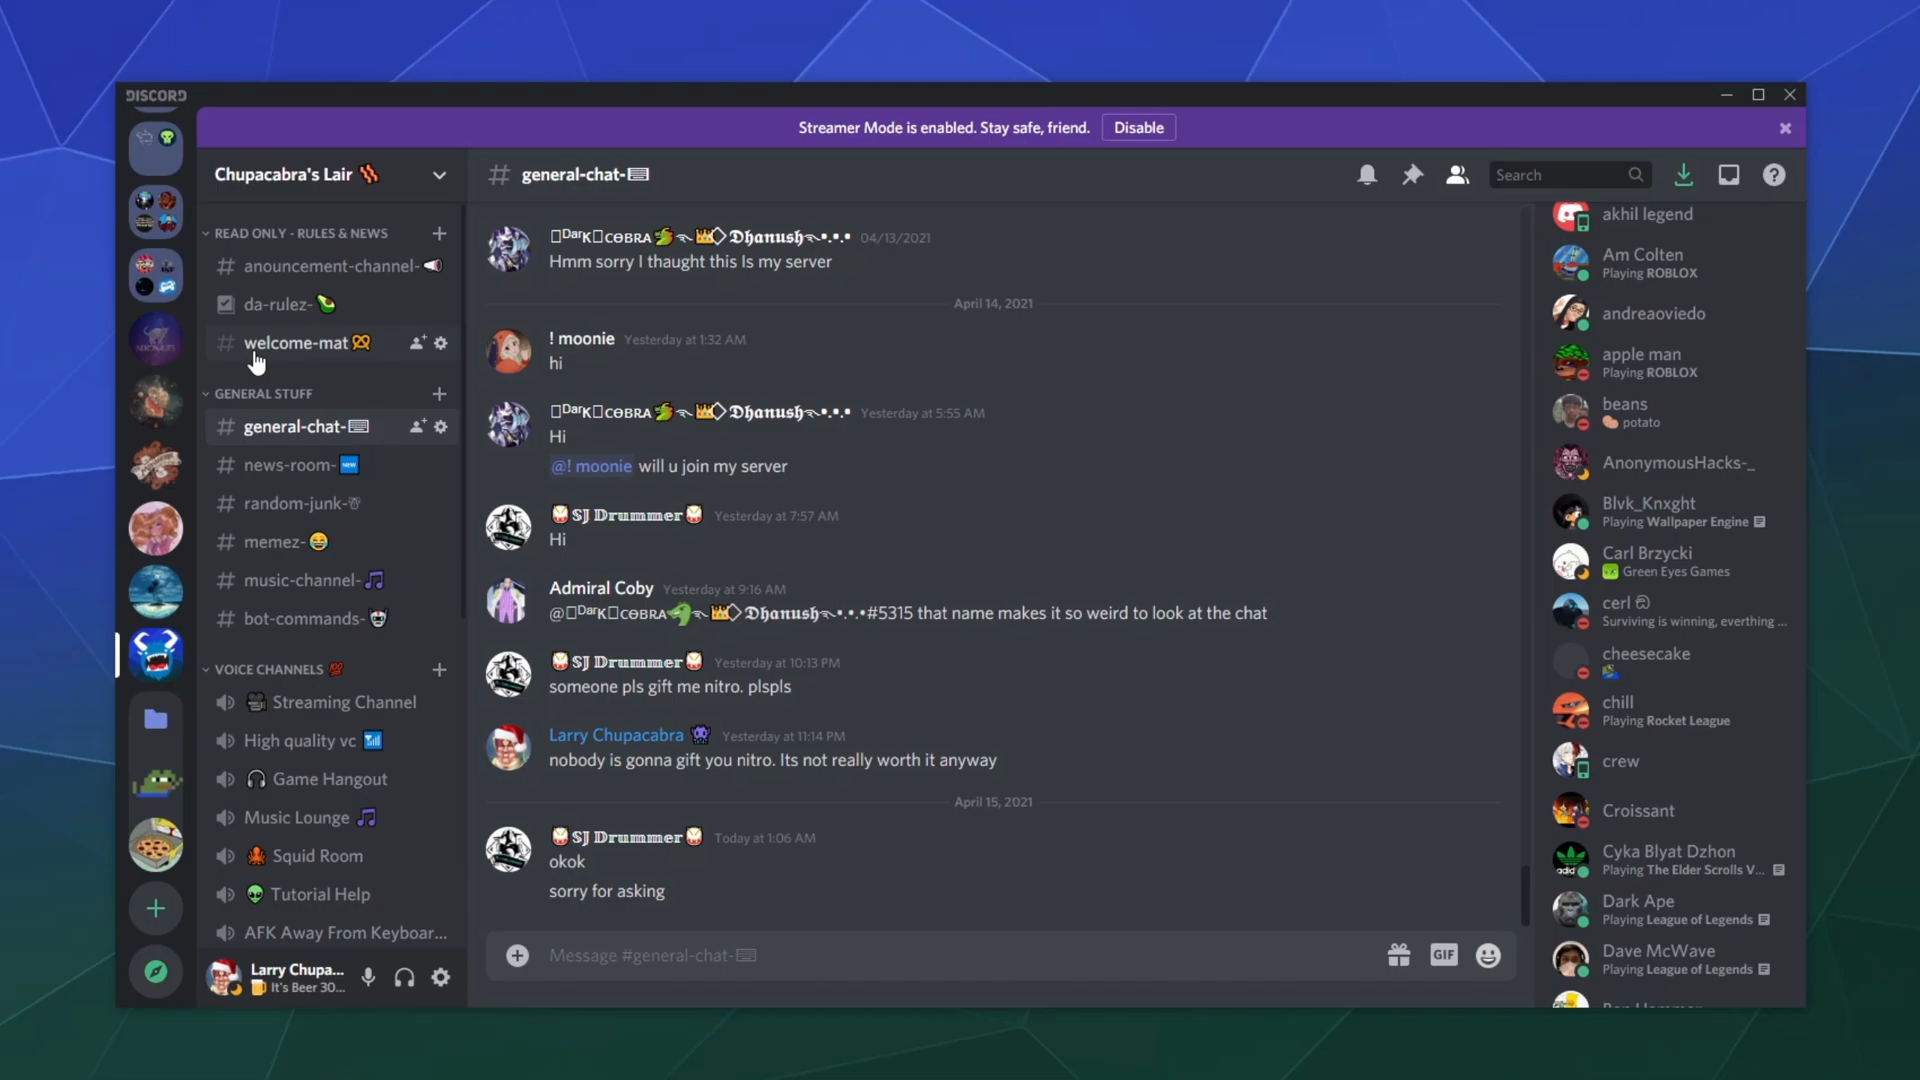 DISCORD
Streamer Mode is enabled. Stay safe, friend.
Disable
Chupacabra's Lair
general-chat-
Search
READ ONLY - RULES & NEWS
anouncement-channel-
da-rulez-
welcome-mat
GENERAL STUFF
general-chat-
news-room-
random-junk-
memez-
music-channel-
bot-commands-
VOICE CHANNELS
Streaming Channel
High quality vc
Game Hangout
Music Lounge
Squid Room
Tutorial Help
AFK Away From Keyboar...
Larry Chupa...
It's Beer 30...
ᴰᵃʳK CѲBRA 𝕯𝖍𝖆𝖓𝖚𝖘𝖍 •.•.• 04/13/2021
Hmm sorry I thaught this Is my server
April 14, 2021
! moonie Yesterday at 1:32 AM
hi
ᴰᵃʳK CѲBRA 𝕯𝖍𝖆𝖓𝖚𝖘𝖍 •.•.• Yesterday at 5:55 AM
Hi
@! moonie will u join my server
𝕊𝕁 𝔻𝕣𝕦𝕞𝕞𝕖𝕣 Yesterday at 7:57 AM
Hi
Admiral Coby Yesterday at 9:16 AM
@ ᴰᵃʳK CѲBRA 𝕯𝖍𝖆𝖓𝖚𝖘𝖍 •.•.•#5315 that name makes it so weird to look at the chat
𝕊𝕁 𝔻𝕣𝕦𝕞𝕞𝕖𝕣 Yesterday at 10:13 PM
someone pls gift me nitro. plspls
Larry Chupacabra Yesterday at 11:14 PM
nobody is gonna gift you nitro. Its not really worth it anyway
April 15, 2021
𝕊𝕁 𝔻𝕣𝕦𝕞𝕞𝕖𝕣 Today at 1:06 AM
okok
sorry for asking
Message #general-chat-
GIF
akhil legend
Am Colten
Playing ROBLOX
andreaoviedo
apple man
Playing ROBLOX
beans
potato
AnonymousHacks-_
Blvk_Knxght
Playing Wallpaper Engine
Carl Brzycki
Green Eyes Games
cerl
Surviving is winning, everthing ...
cheesecake
chill
Playing Rocket League
crew
Croissant
Cyka Blyat Dzhon
Playing The Elder Scrolls V...
Dark Ape
Playing League of Legends
Dave McWave
Playing League of Legends